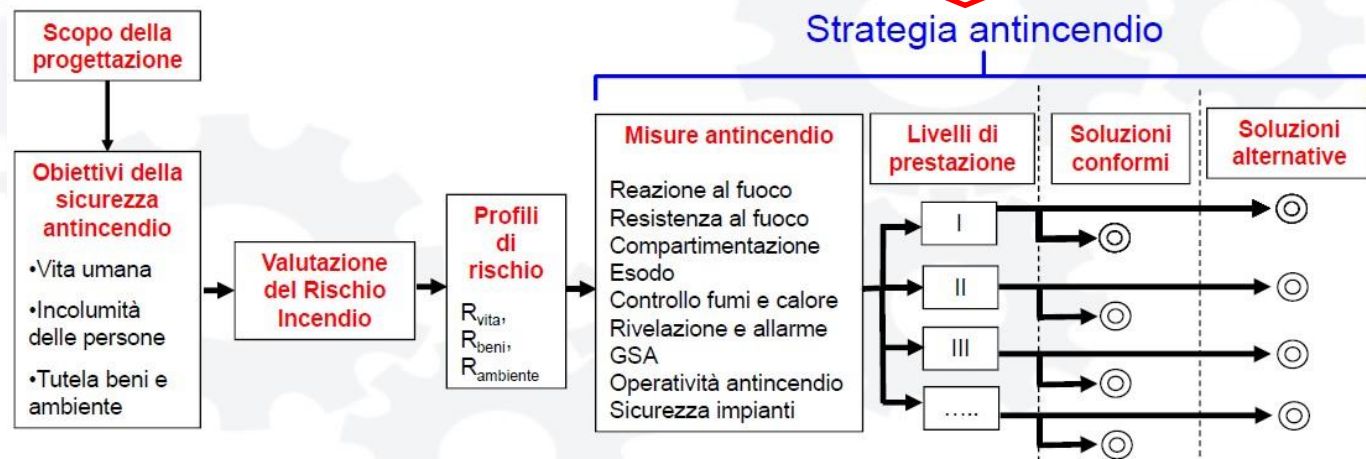 Strategia antincendio
Scopo della
progettazione
Obiettivi della
sicurezza
antincendio
•Vita umana
•Incolumità
delle persone
•Tutela beni e
ambiente
Valutazione
del Rischio
Incendio
Profili
di
rischio
Rvita,
Rbeni,
Rambiente
Misure antincendio
Reazione al fuoco
Resistenza al fuoco
Compartimentazione
Esodo
Controllo fumi e calore
Rivelazione e allarme
GSA
Operatività antincendio
Sicurezza impianti
Livelli di
prestazione
I
II
III
.....
Soluzioni
conformi
Soluzioni
alternative